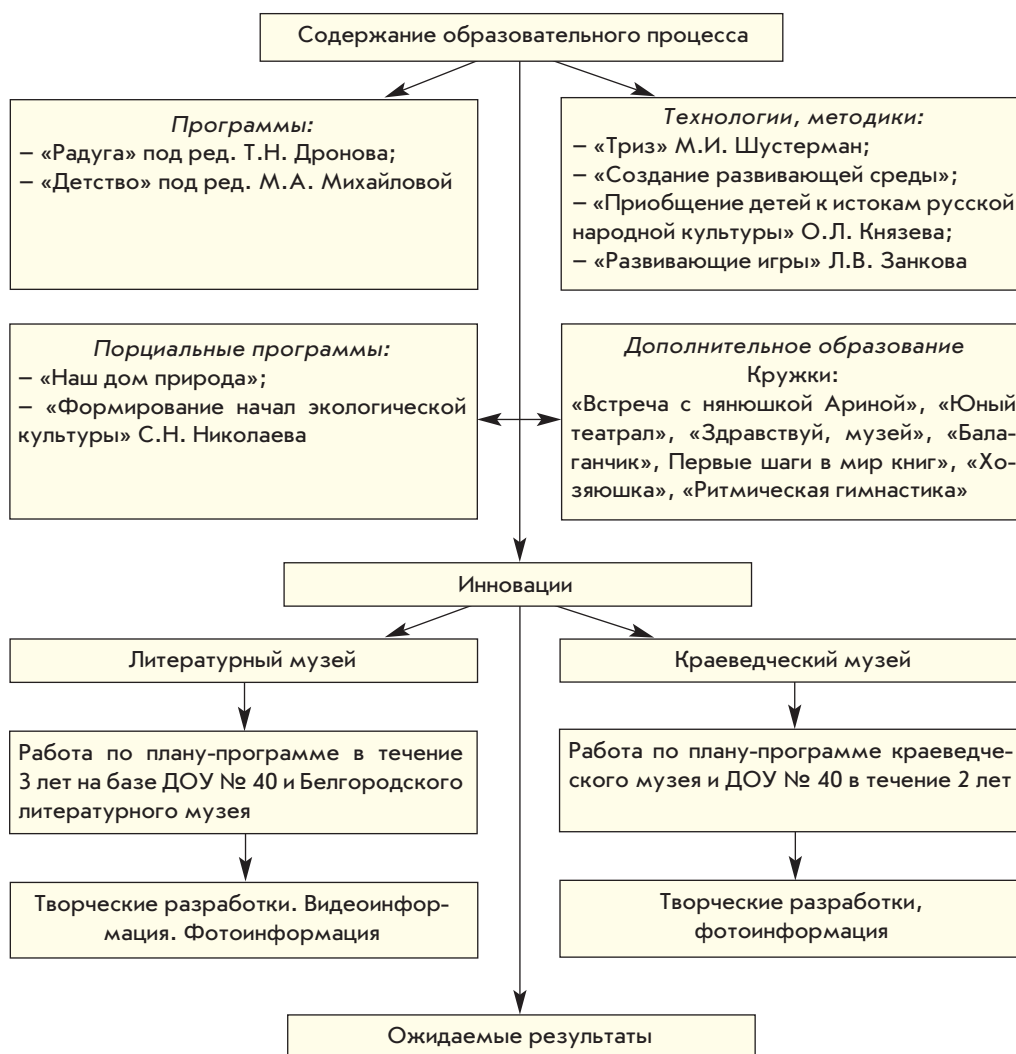 Содержание образовательного процесса
Программы:
– «Радуга» под ред. Т.Н. Дронова;
– «Детство» под ред. М.А. Михайловой
Технологии, методики:
– «Триз» М.И. Шустерман;
– «Создание развивающей среды»;
– «Приобщение детей к истокам русской
народной культуры» О.Л. Князева;
– «Развивающие игры» Л.В. Занкова
Порциальные программы:
– «Наш дом природа»;
– «Формирование начал экологической
культуры» С.Н. Николаева
Дополнительное образование
Кружки:
«Встреча с нянюшкой Ариной», «Юный
театрал», «Здравствуй, музей», «Бала-
ганчик», Первые шаги в мир книг», «Хо-
зяюшка», «Ритмическая гимнастика»
Инновации
Литературный музей
Краеведческий музей
Работа по плану-программе в течение
3 лет на базе ДОУ № 40 и Белгородского
литературного музея
Работа по плану-программе краеведче-
ского музея и ДОУ № 40 в течение 2 лет
Творческие разработки. Видеоинфор-
мация. Фотоинформация
Творческие разработки,
фотоинформация
Ожидаемые результаты